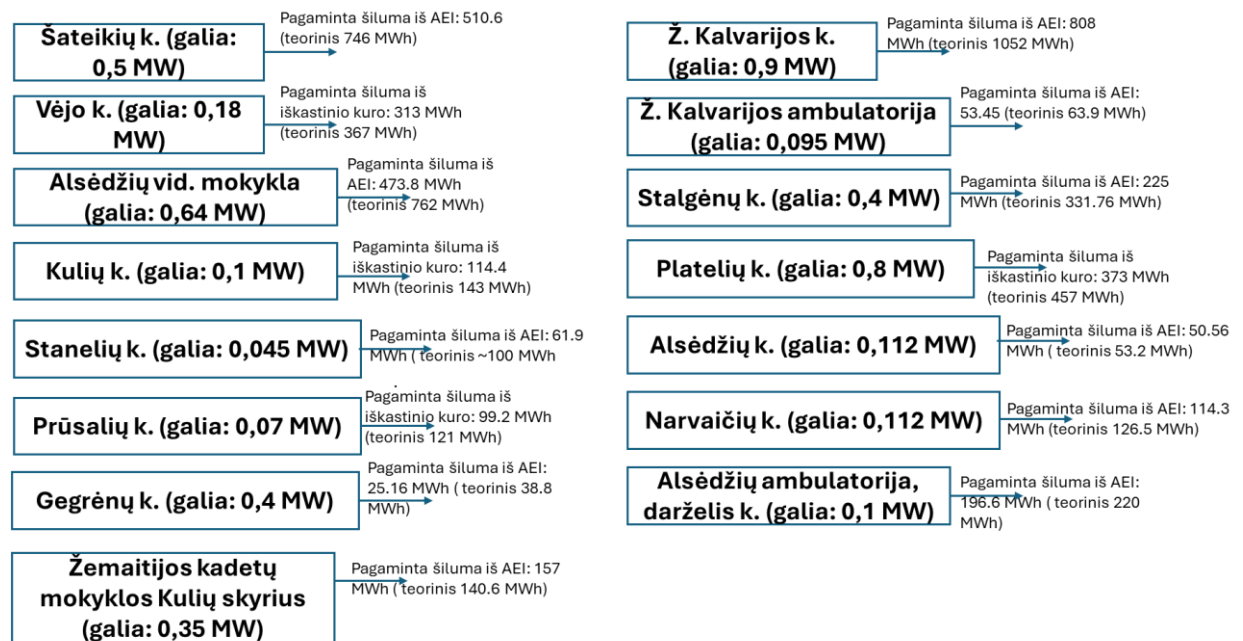 Šateikių k. (galia:
0,5 MW)
Pagaminta šiluma iš AEI: 510.6
(teorinis 746 MWh)
Vėjo k. (galia: 0,18
MW)
Pagaminta šiluma iš
iškastinio kuro: 313 MWh
(teorinis 367 MWh)
Alsėdžių vid. mokykla
(galia: 0,64 MW)
Pagaminta šiluma iš
AEI: 473.8 MWh
(teorinis 762 MWh)
Kulių k. (galia: 0,1 MW)
Pagaminta šiluma iš
iškastinio kuro: 114.4
MWh (teorinis 143 MWh)
Stanelių k. (galia: 0,045 MW)
Pagaminta šiluma iš AEI: 61.9
MWh ( teorinis ~100 MWh
.
Prūsalių k. (galia: 0,07 MW)
Pagaminta šiluma iš
iškastinio kuro: 99.2 MWh
(teorinis 121 MWh)
Gegrėnų k. (galia: 0,4 MW)
Pagaminta šiluma iš AEI:
25.16 MWh ( teorinis 38.8
MWh)
Žemaitijos kadetų
mokyklos Kulių skyrius
(galia: 0,35 MW)
Pagaminta šiluma iš AEI: 157
MWh ( teorinis 140.6 MWh)
Ž. Kalvarijos k.
(galia: 0,9 MW)
Pagaminta šiluma iš AEI: 808
MWh (teorinis 1052 MWh)
Ž. Kalvarijos ambulatorija
(galia: 0,095 MW)
Pagaminta šiluma iš AEI:
53.45 (teorinis 63.9 MWh)
Stalgėnų k. (galia: 0,4 MW)
Pagaminta šiluma iš AEI: 225
MWh (teorinis 331.76 MWh)
Platelių k. (galia: 0,8 MW)
Pagaminta šiluma iš
iškastinio kuro: 373 MWh
(teorinis 457 MWh)
Alsėdžių k. (galia: 0,112 MW)
Pagaminta šiluma iš AEI: 50.56
MWh ( teorinis 53.2 MWh)
Narvaičių k. (galia: 0,112 MW)
Pagaminta šiluma iš AEI: 114.3
MWh (teorinis 126.5 MWh)
Alsėdžių ambulatorija,
darželis k. (galia: 0,1 MW)
Pagaminta šiluma iš AEI:
196.6 MWh ( teorinis 220
MWh)